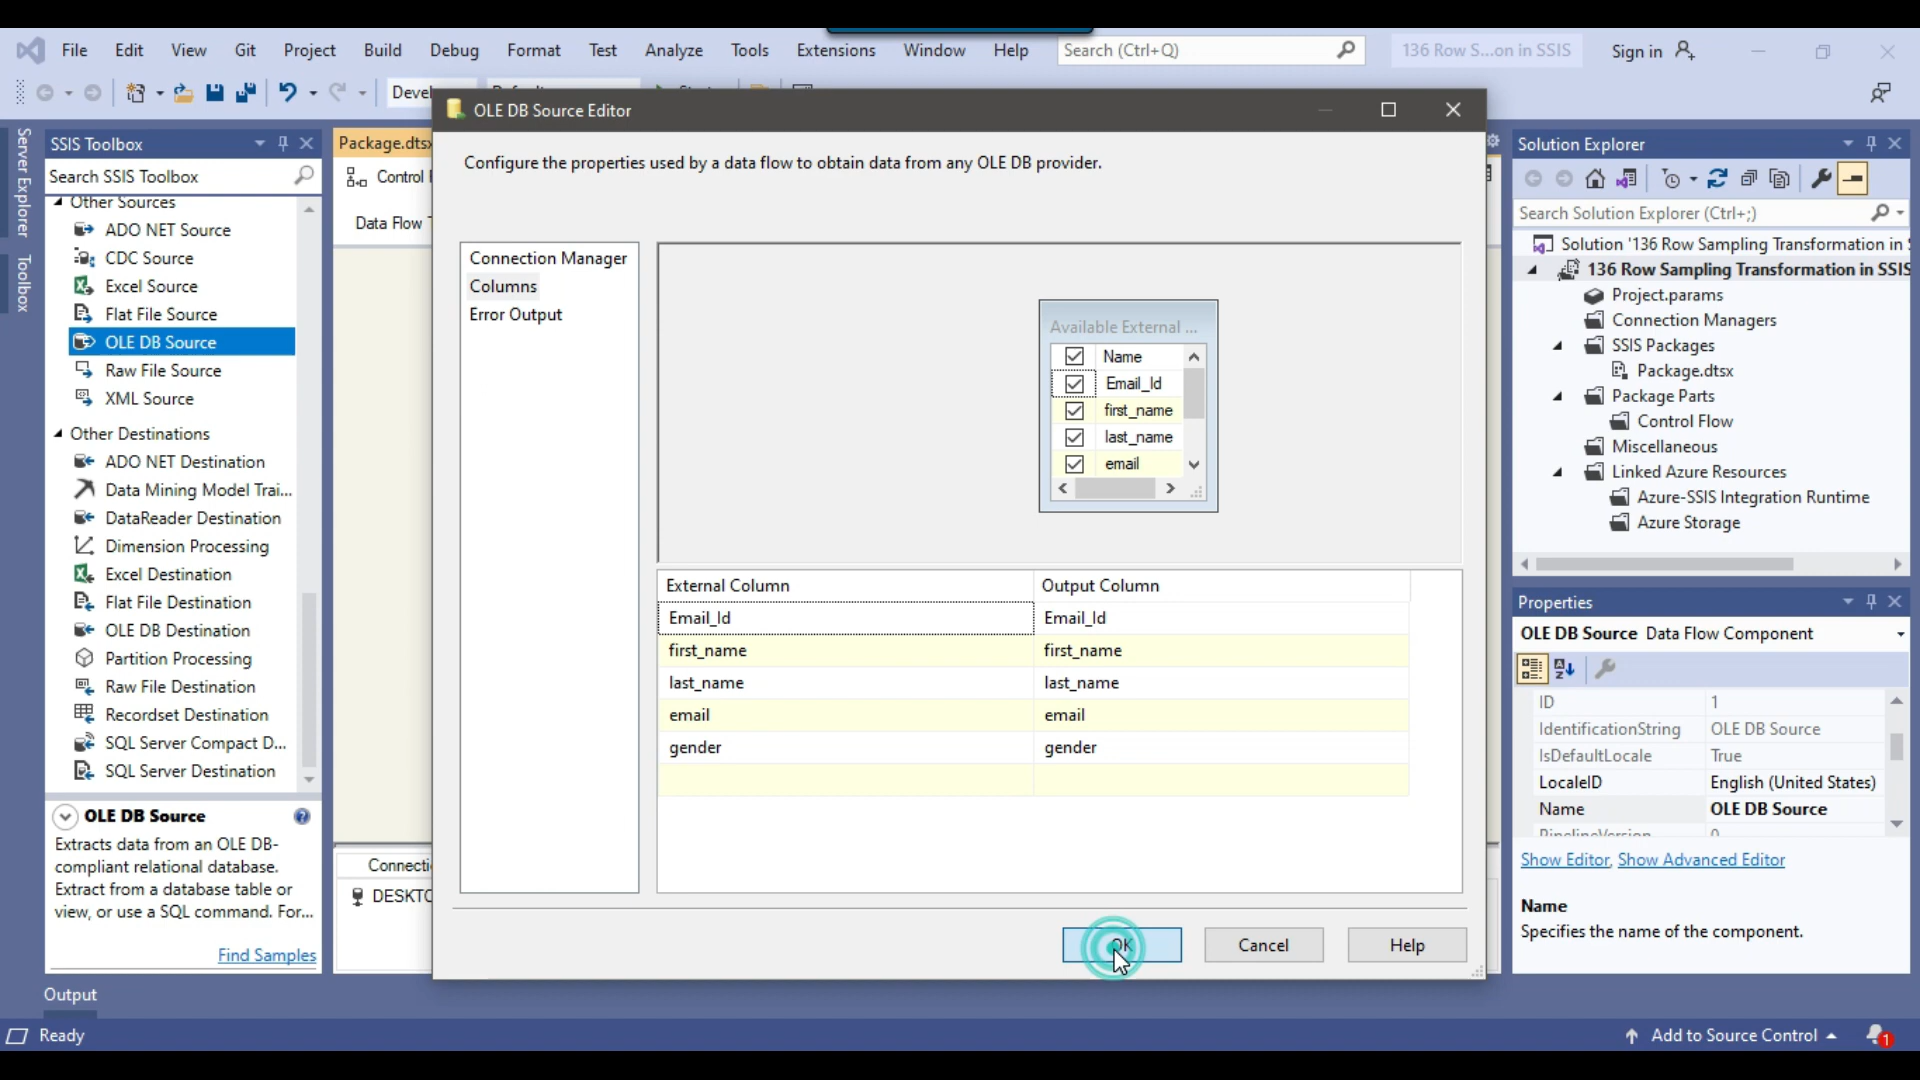 File Edit View Git Project Build Debug Format Test Analyze Tools Extensions Window Help Search (Ctrl+Q) 136 Row S...on in SSIS Sign in
OLE DB Source Editor
Configure the properties used by a data flow to obtain data from any OLE DB provider.
Server Explorer
Toolbox
SSIS Toolbox
Search SSIS Toolbox
Other Sources
ADO NET Source
CDC Source
Excel Source
Flat File Source
OLE DB Source
Raw File Source
XML Source
Other Destinations
ADO NET Destination
Data Mining Model Trai...
DataReader Destination
Dimension Processing
Excel Destination
Flat File Destination
OLE DB Destination
Partition Processing
Raw File Destination
Recordset Destination
SQL Server Compact D...
SQL Server Destination
OLE DB Source
Extracts data from an OLE DB-
compliant relational database.
Extract from a database table or
view, or use a SQL command. For...
Find Samples
Package.dtsx
Control
Data Flow
Connection Manager
Columns
Error Output
Available External ...
Name
Email_Id
first_name
last_name
email
External Column Output Column
Email_Id Email_Id
first_name first_name
last_name last_name
email email
gender gender
OK Cancel Help
Solution Explorer
Search Solution Explorer (Ctrl+;)
Solution '136 Row Sampling Transformation in
136 Row Sampling Transformation in SSIS
Project.params
Connection Managers
SSIS Packages
Package.dtsx
Package Parts
Control Flow
Miscellaneous
Linked Azure Resources
Azure-SSIS Integration Runtime
Azure Storage
Properties
OLE DB Source Data Flow Component
ID 1
IdentificationString OLE DB Source
IsDefaultLocale True
LocaleID English (United States)
Name OLE DB Source
Show Editor, Show Advanced Editor
Name
Specifies the name of the component.
Output
Ready
Add to Source Control
1